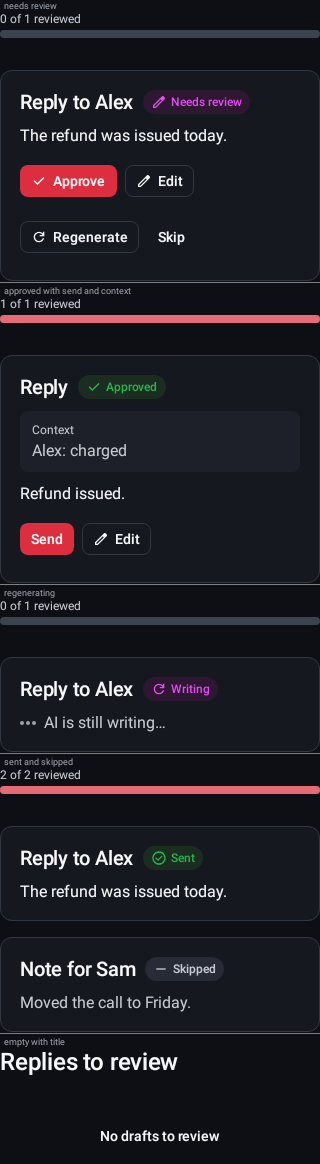 needs review
0 of 1 reviewed
Reply to Alex
Needs review
The refund was issued today.
Approve
Edit
Regenerate
Skip
approved with send and context
1 of 1 reviewed
Reply
Approved
Context
Alex: charged
Refund issued.
Send
Edit
regenerating
0 of 1 reviewed
Reply to Alex
Writing
AI is still writing…
sent and skipped
2 of 2 reviewed
Reply to Alex
Sent
The refund was issued today.
Note for Sam
Skipped
Moved the call to Friday.
empty with title
Replies to review
No drafts to review